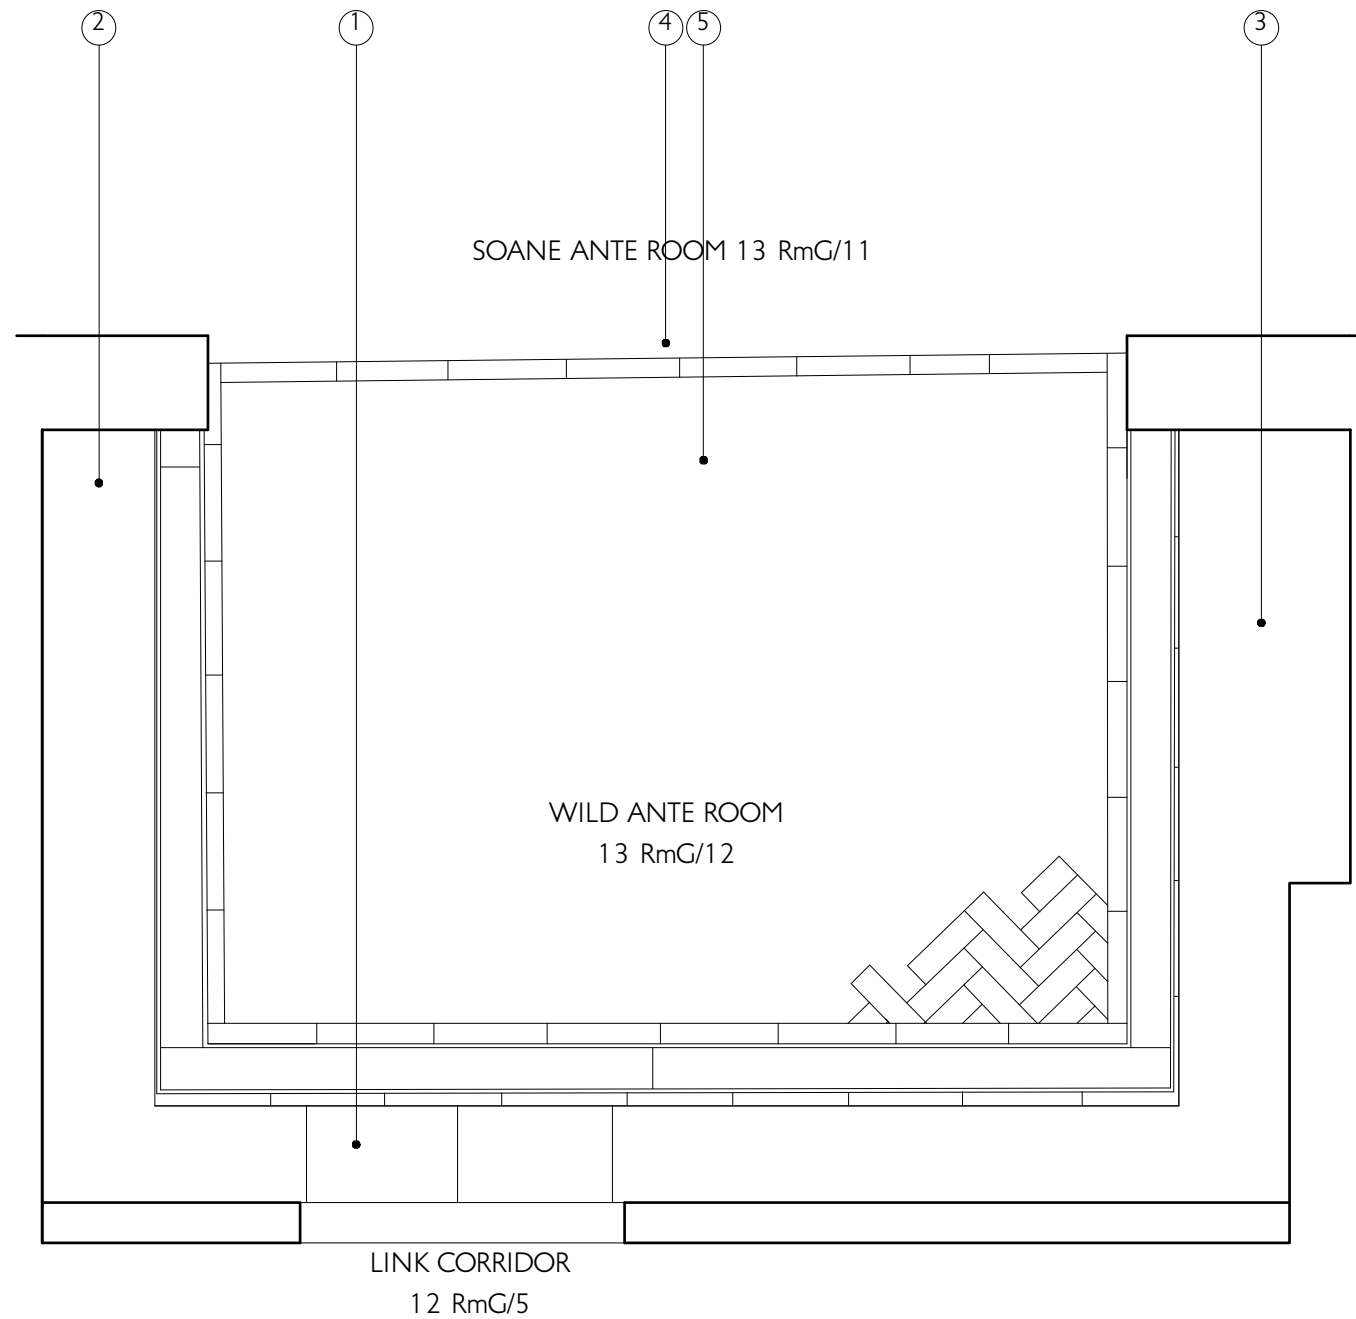 2 1 4 5 3
SOANE ANTE ROOM 13 RmG/11
WILD ANTE ROOM
13 RmG/12
LINK CORRIDOR
12 RmG/5